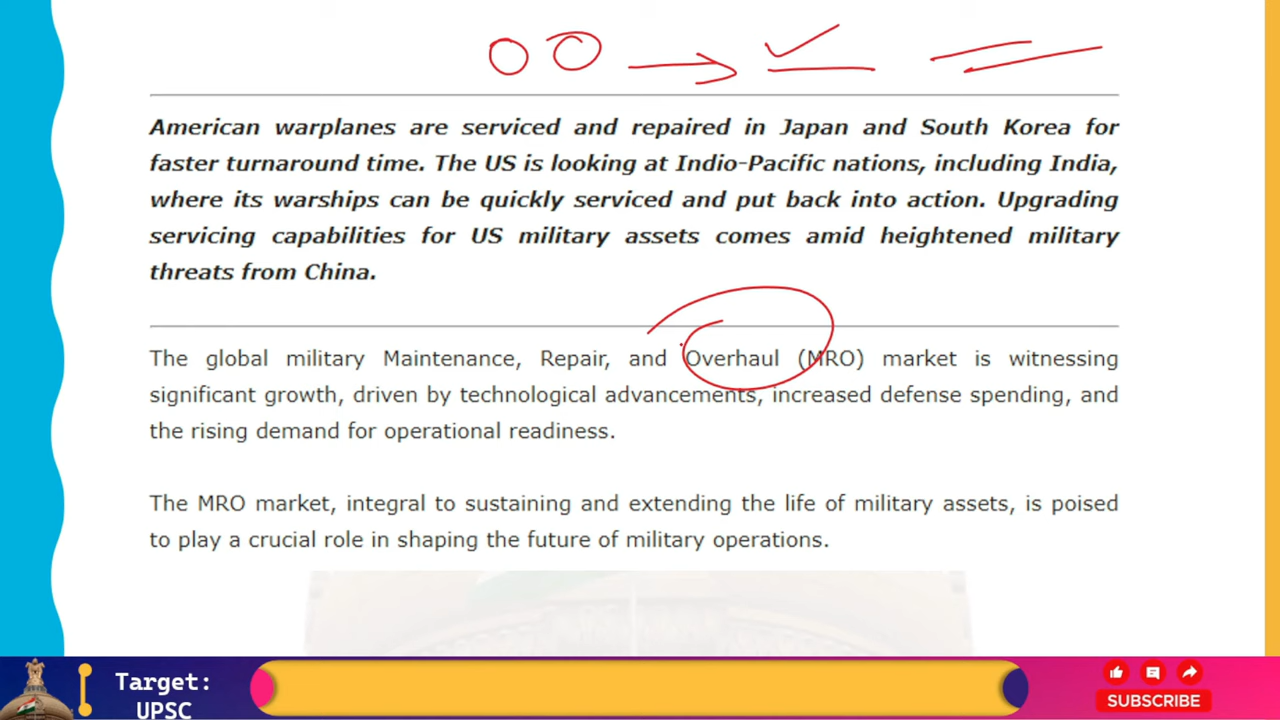 American warplanes are serviced and repaired in Japan and South Korea for
faster turnaround time. The US is looking at Indio-Pacific nations, including India,
where its warships can be quickly serviced and put back into action. Upgrading
servicing capabilities for US military assets comes amid heightened military
threats from China.
The global military Maintenance, Repair, and Overhaul (MRO) market is witnessing
significant growth, driven by technological advancements, increased defense spending, and
the rising demand for operational readiness.
The MRO market, integral to sustaining and extending the life of military assets, is poised
to play a crucial role in shaping the future of military operations.
Target:
UPSC
SUBSCRIBE